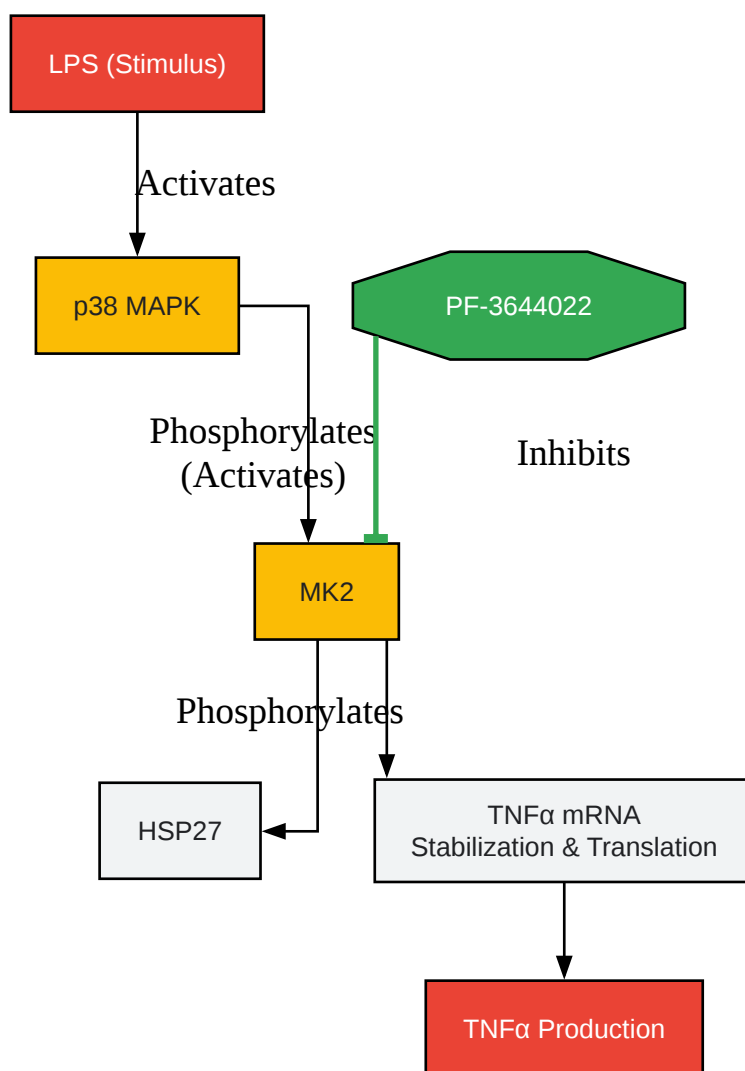 LPS (Stimulus)
Activates
p38 MAPK
PF-3644022
Phosphorylates
(Activates)
Inhibits
MK2
Phosphorylates
HSP27
TNFα mRNA
Stabilization & Translation
TNFα Production